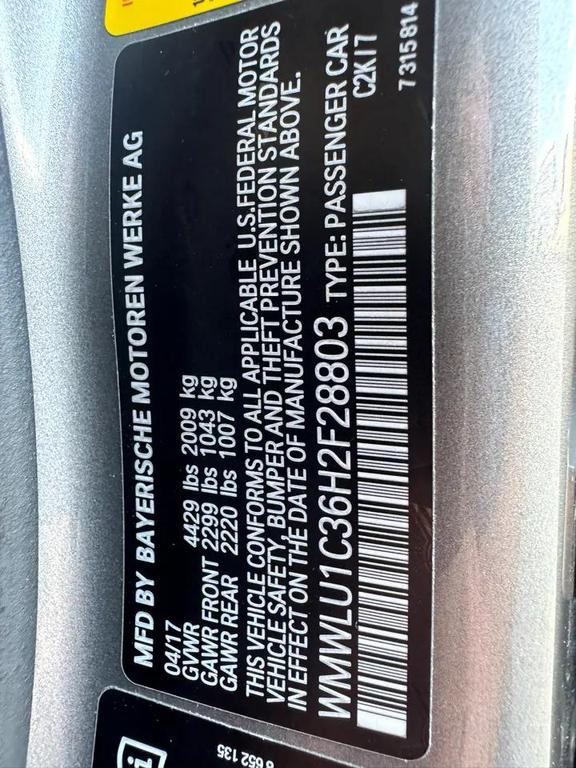 MFD BY BAYERISCHE MOTOREN WERKE AG
04/17
GVWR 4429 lbs 2009 kg
GAWR FRONT 2299 lbs 1043 kg
GAWR REAR 2220 lbs 1007 kg
THIS VEHICLE CONFORMS TO ALL APPLICABLE U.S.FEDERAL MOTOR
VEHICLE SAFETY, BUMPER AND THEFT PREVENTION STANDARDS
IN EFFECT ON THE DATE OF MANUFACTURE SHOWN ABOVE.
WMWLU1C36H2F28803 TYPE: PASSENGER CAR
C2K/7
7 315 814
652 135